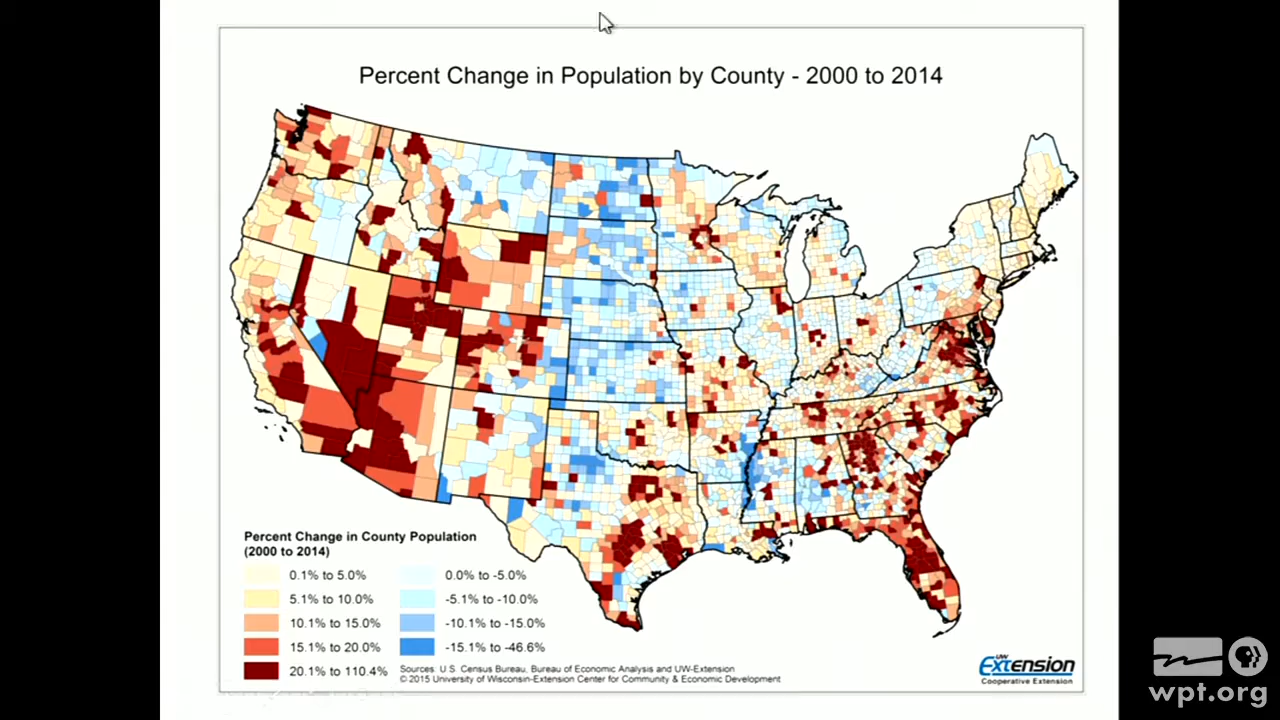 Percent Change in Population by County - 2000 to 2014
Percent Change in County Population
(2000 to 2014)
0.1% to 5.0%
0.0% to -5.0%
5.1% to 10.0%
-5.1% to -10.0%
10.1% to 15.0%
-10.1% to -15.0%
15.1% to 20.0%
-15.1% to -46.6%
20.1% to 110.4%
Sources: U.S. Census Bureau, Bureau of Economic Analysis and UW-Extension
© 2015 University of Wisconsin-Extension Center for Community & Economic Development
UW
Extension
Cooperative Extension
wpt.org